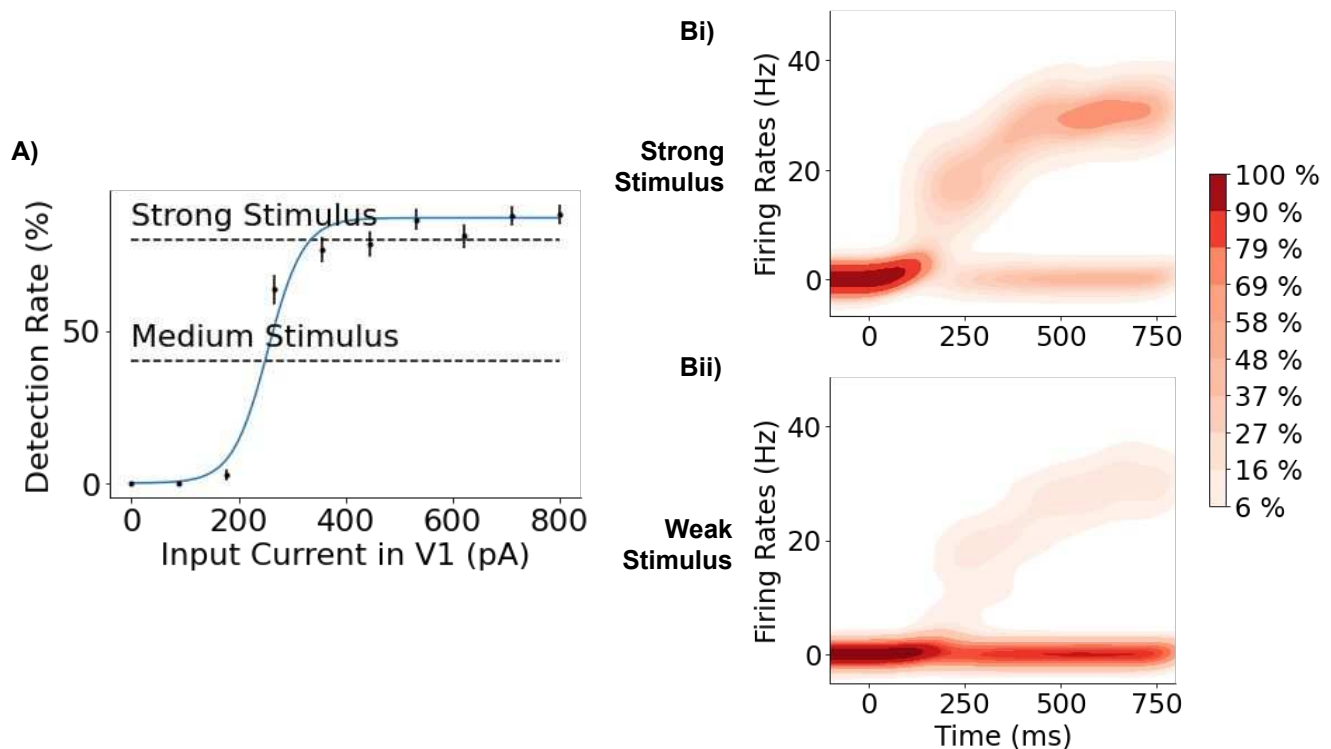 A)
Detection Rate (%)
50
0
Strong Stimulus
Medium Stimulus
0 200 400 600 800
Input Current in V1 (pA)
Bi)
Strong
Stimulus
Firing Rates (Hz)
40
20
0
0 250 500 750
Bii)
Weak
Stimulus
Firing Rates (Hz)
40
20
0
0 250 500 750
Time (ms)
100 %
90 %
79 %
69 %
58 %
48 %
37 %
27 %
16 %
6 %